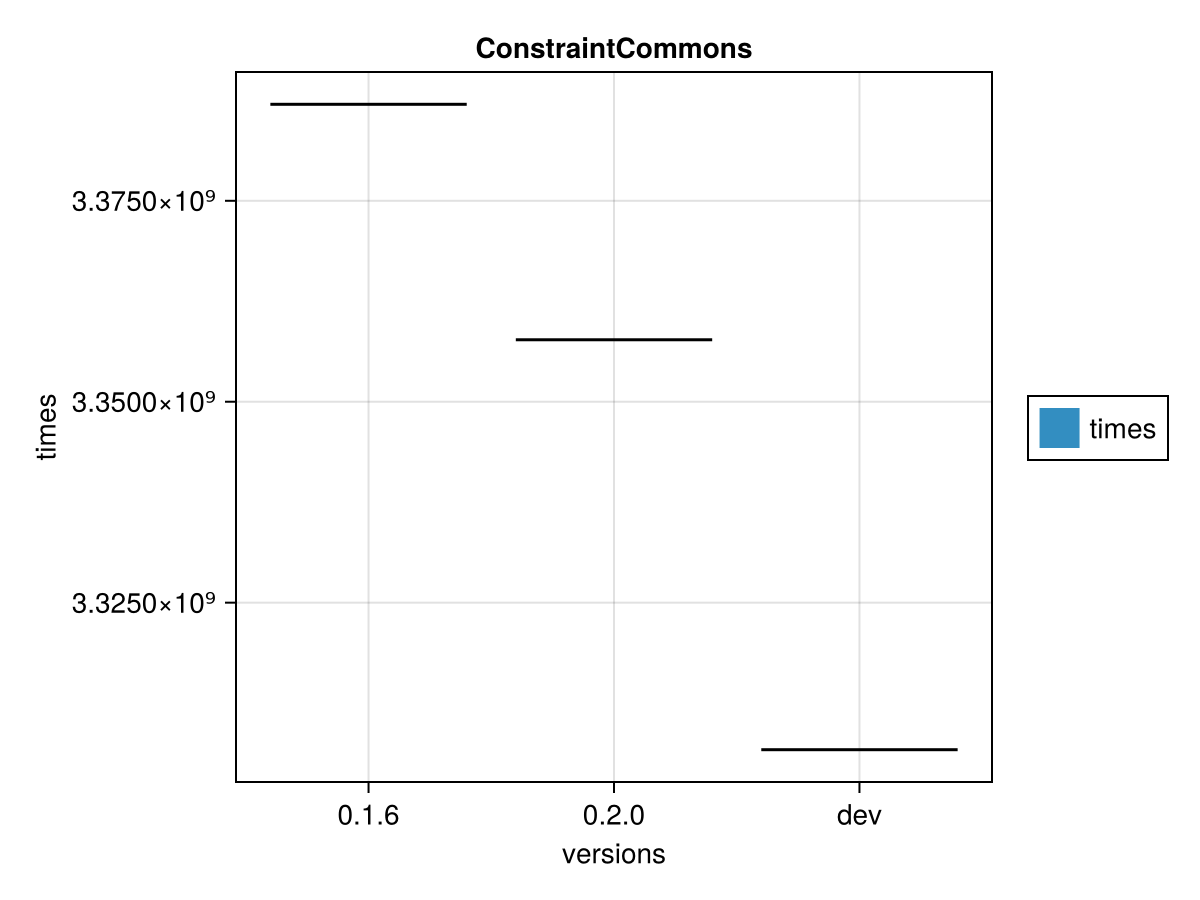 ConstraintCommons
3.3750×10⁹
3.3500×10⁹
3.3250×10⁹
times
0.1.6 0.2.0 dev
versions
times